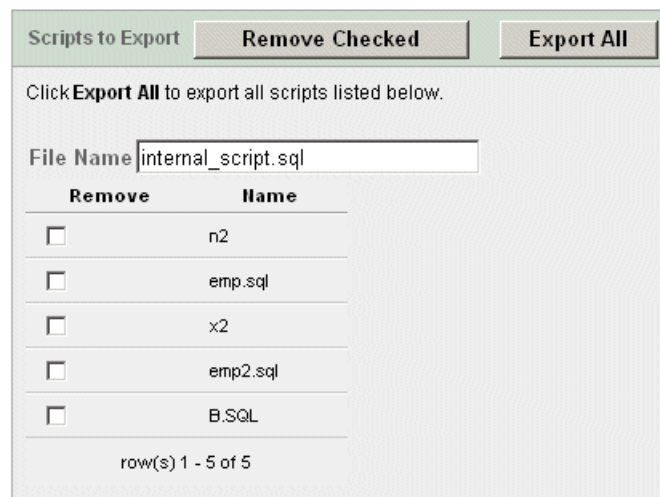 Scripts to Export Remove Checked Export All
Click Export All to export all scripts listed below.
File Name internal_script.sql
Remove Name
n2
emp.sql
x2
emp2.sql
B.SQL
row(s) 1 - 5 of 5